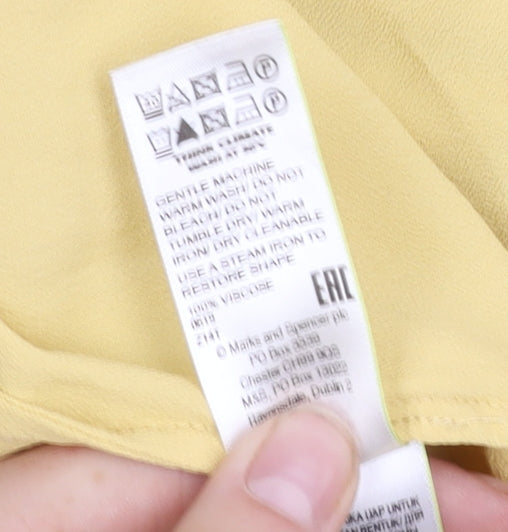 THINK CLIMATE
WASH AT 30°C
GENTLE MACHINE
WARM WASH/ DO NOT
BLEACH/ DO NOT
TUMBLE DRY/ WARM
IRON/ DRY CLEANABLE
USE A STEAM IRON TO
RESTORE SHAPE
100% VISCOSE
EAC
© Marks and Spencer plc
PO Box 3339
Chester CH99 9QS
M&S, PO Box
Dublin 2
UAP UNTUK